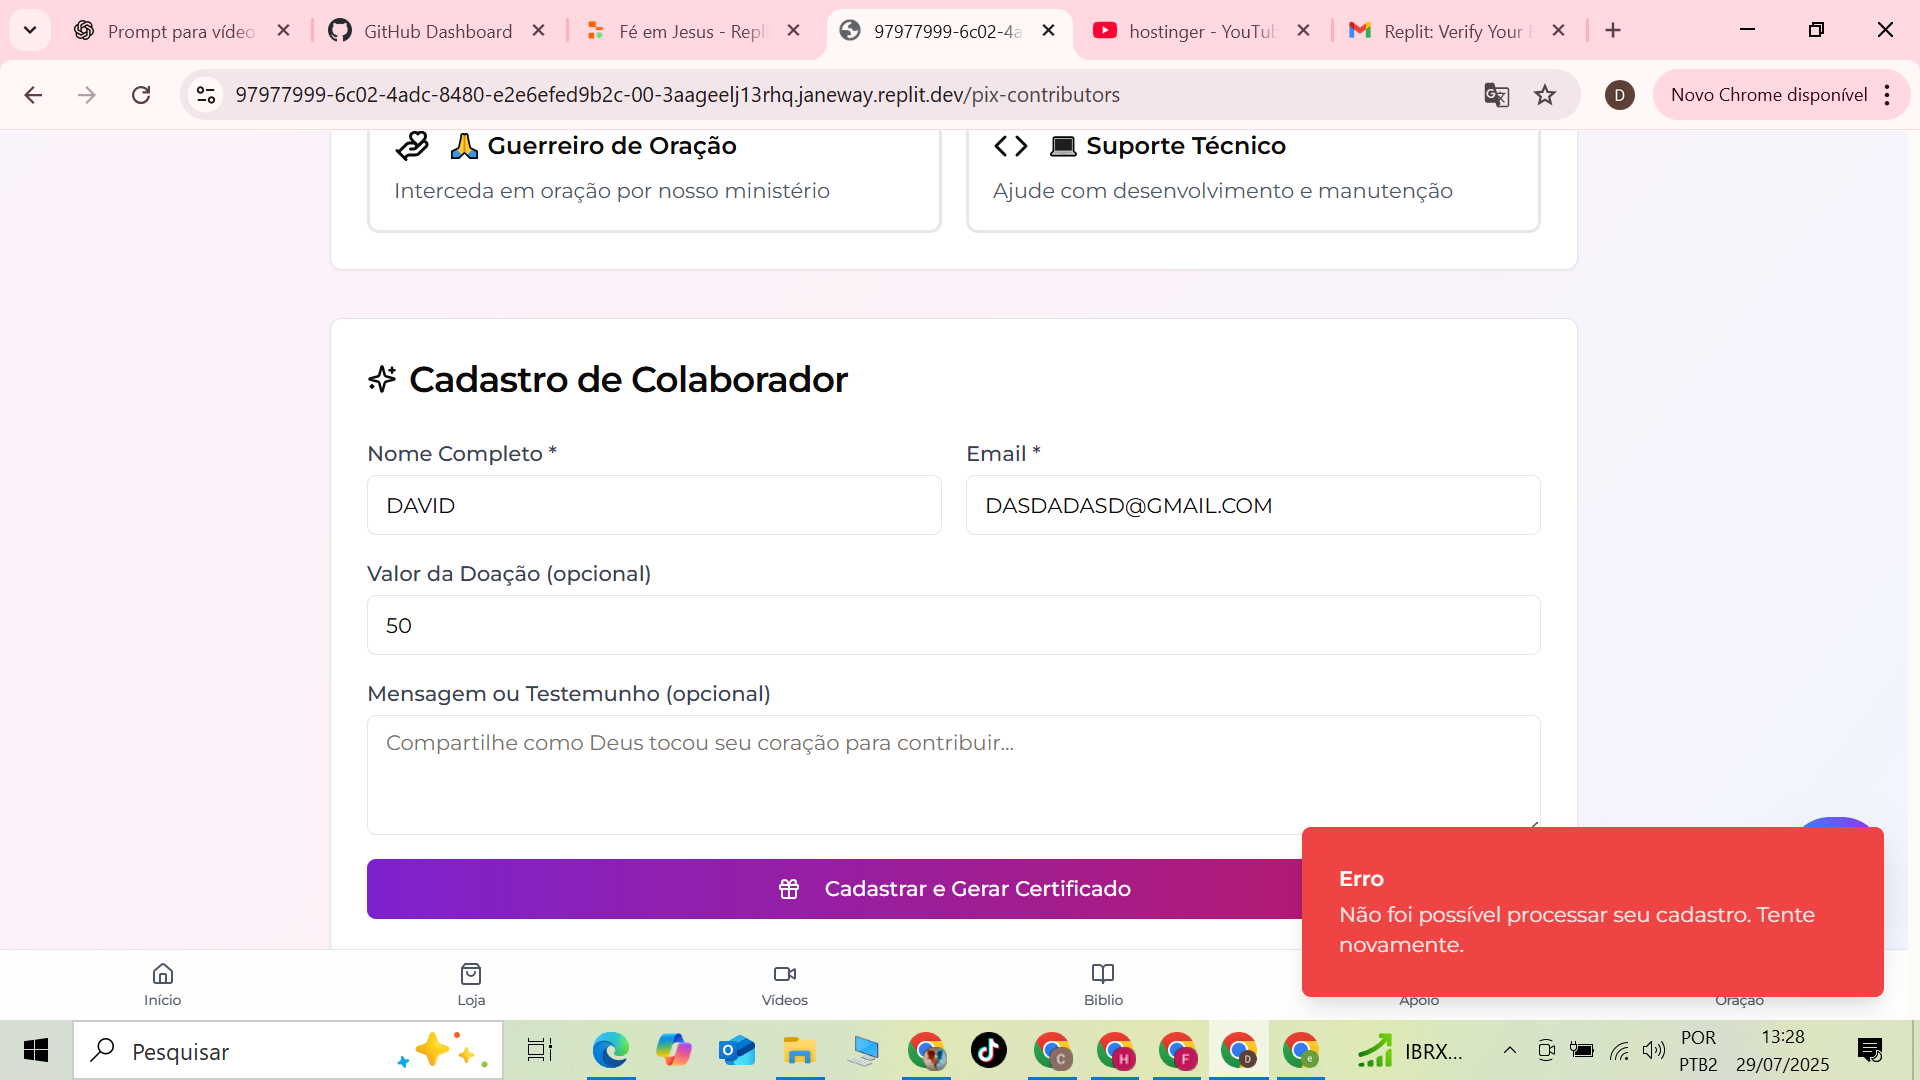 Prompt para vídeo
GitHub Dashboard
Fé em Jesus - Repli
97977999-6c02-4a
hostinger - YouTub
Replit: Verify Your E
97977999-6c02-4adc-8480-e2e6efed9b2c-00-3aageelj13rhq.janeway.replit.dev/pix-contributors
D
Novo Chrome disponível
🙏 Guerreiro de Oração
Interceda em oração por nosso ministério
💻 Suporte Técnico
Ajude com desenvolvimento e manutenção
Cadastro de Colaborador
Nome Completo *
Email *
DAVID
DASDADASD@GMAIL.COM
Valor da Doação (opcional)
50
Mensagem ou Testemunho (opcional)
Compartilhe como Deus tocou seu coração para contribuir...
Cadastrar e Gerar Certificado
Erro
Não foi possível processar seu cadastro. Tente
novamente.
Início
Loja
Vídeos
Biblio
Apoio
Oração
Pesquisar
C
H
F
D
e
IBRX...
POR
PTB2
13:28
29/07/2025